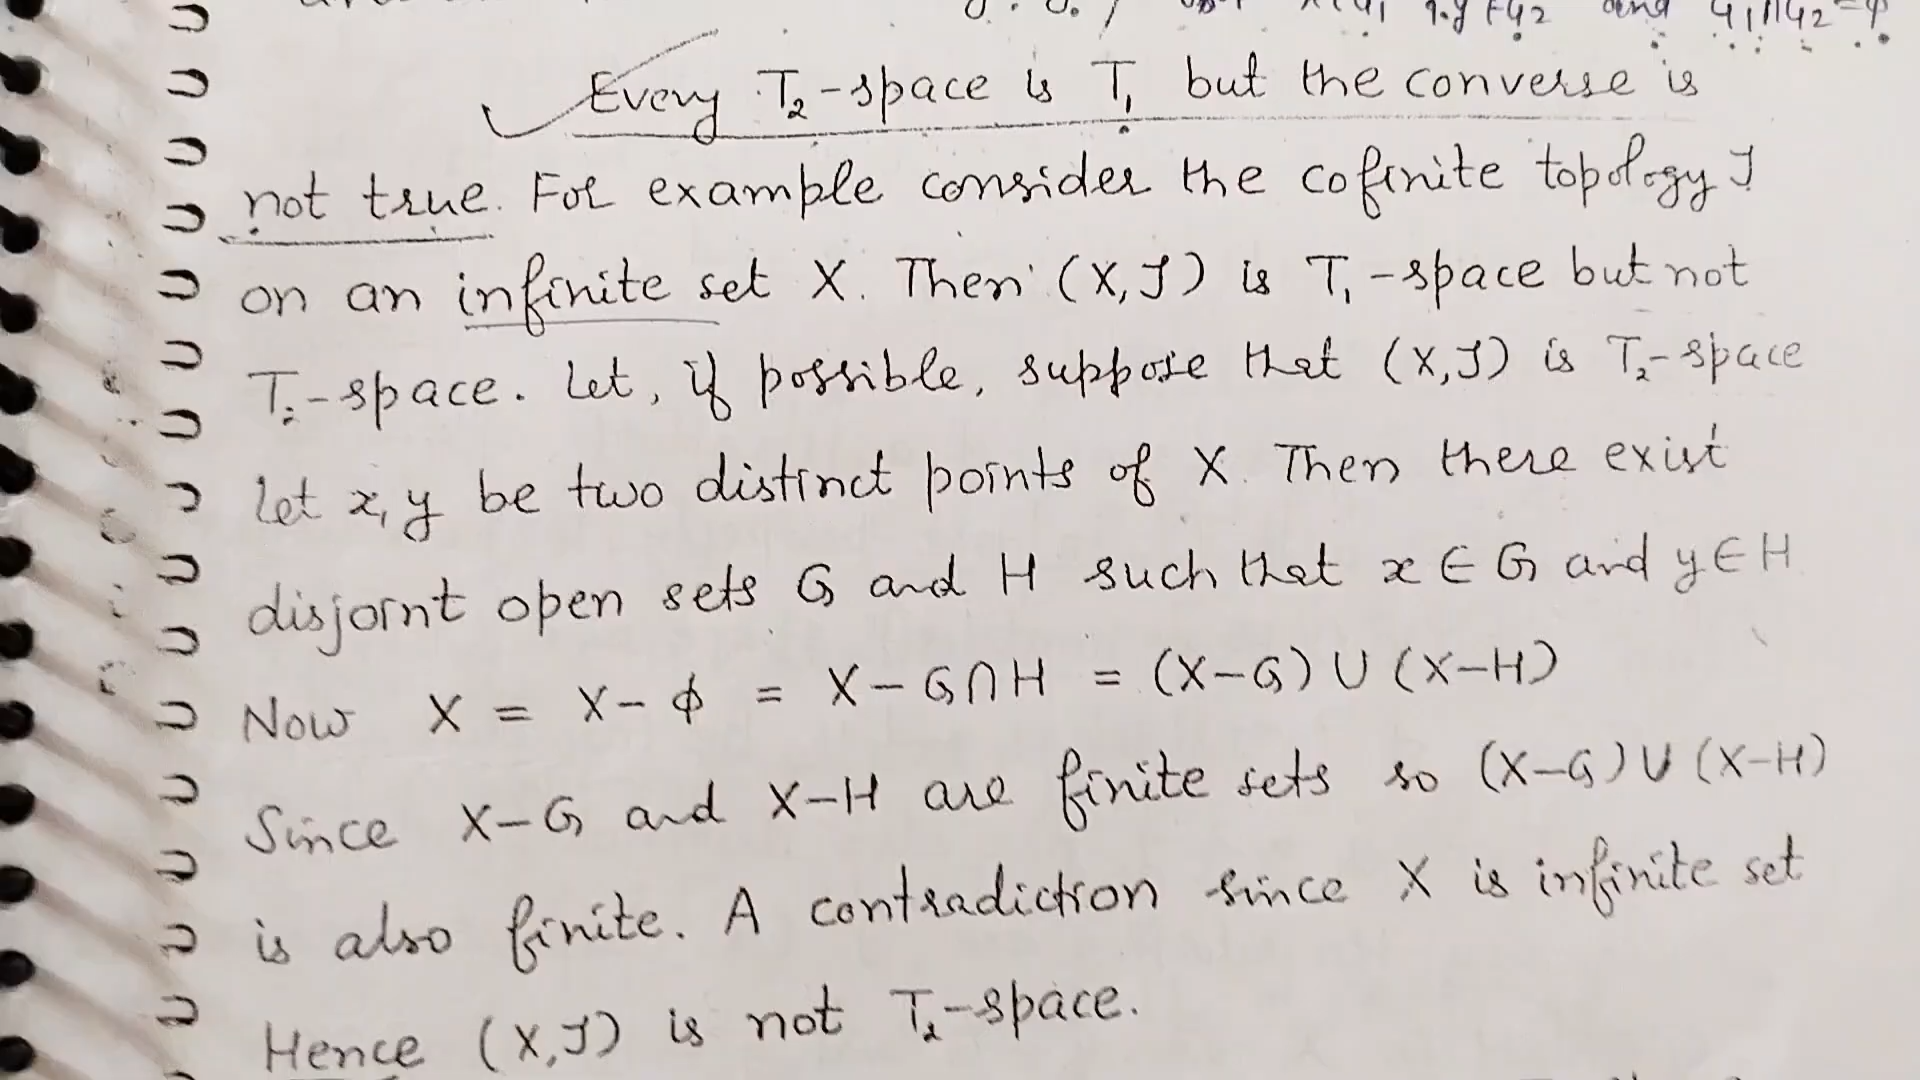 and G₁∩G₂=φ
Every T₂-space is T₁ but the converse is
not true. For example consider the cofinite topology J
on an infinite set X. Then (X,J) is T₁-space but not
T₂-space. Let, if possible, suppose that (X,J) is T₂-space
Let x,y be two distinct points of X. Then there exist
disjoint open sets G and H such that x ∈ G and y ∈ H
Now X = X-φ = X-G∩H = (X-G) ∪ (X-H)
Since X-G and X-H are finite sets so (X-G) ∪ (X-H)
is also finite. A contradiction since X is infinite set
Hence (X,J) is not T₂-space.